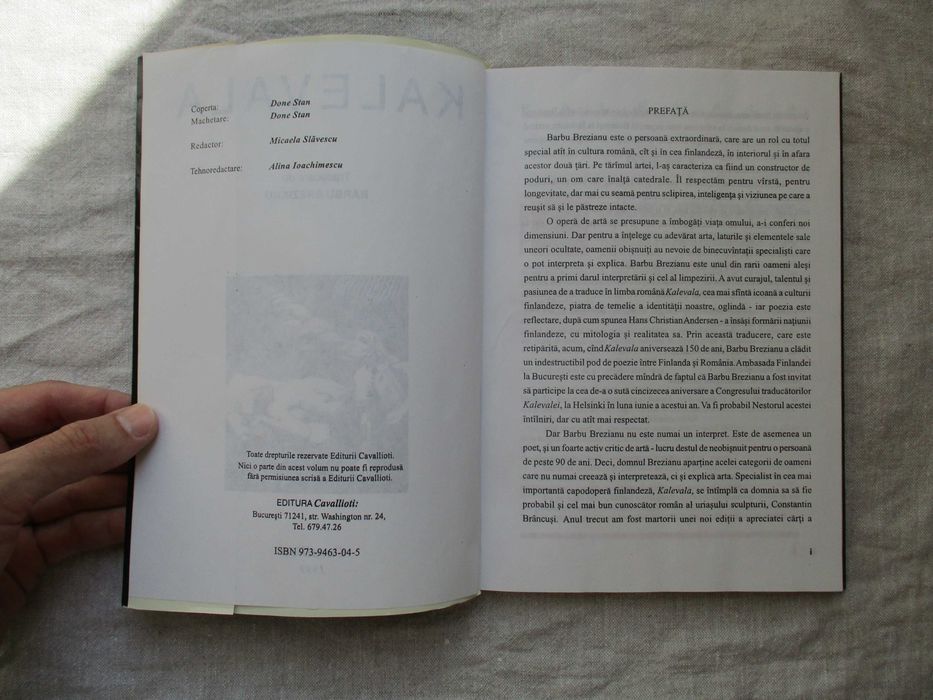 KALEVALA
Coperta: Done Stan
Machetare: Done Stan
Redactor: Micaela Slăvescu
Tehnoredactare: Alina Ioachimescu
BARBU BREZIANU
Toate drepturile rezervate Editurii Cavallioti.
Nici o parte din acest volum nu poate fi reprodusă
fără permisiunea scrisă a Editurii Cavallioti.
EDITURA Cavallioti:
București 71241, str. Washington nr. 24,
Tel. 679.47.26
ISBN 973-9463-04-5
PREFAȚĂ
Barbu Brezianu este o persoană extraordinară, care are un rol cu totul
special atît in cultura română, cît și în cea finlandeză, în interiorul și în afara
acestor două țări. Pe tărîmul artei, l-aș caracteriza ca fiind un constructor de
poduri, un om care înalță catedrale. Îl respectăm pentru vîrstă, pentru
longevitate, dar mai cu seamă pentru sclipirea, inteligența și viziunea pe care a
reușit să și le păstreze intacte.
O operă de artă se presupune a îmbogăți viața omului, a-i conferi noi
dimensiuni. Dar pentru a înțelege cu adevărat arta, laturile și elementele sale
uneori ocultate, oamenii obișnuiți au nevoie de binecuvîntații specialiști care
o pot interpreta și explica. Barbu Brezianu este unul din rarii oameni aleși
pentru a primi darul interpretării și cel al limpezirii. A avut curajul, talentul și
pasiunea de a traduce în limba română Kalevala, cea mai sfîntă icoană a culturii
finlandeze, piatra de temelie a identității noastre, oglindă - iar poezia este
reflectare, după cum spunea Hans Christian Andersen - a însăși formării națiunii
finlandeze, cu mitologia și realitatea sa. Prin această traducere, care este
retipărită, acum, cînd Kalevala aniversează 150 de ani, Barbu Brezianu a clădit
un indestructibil pod de poezie între Finlanda și România. Ambasada Finlandei
la București este cu precădere mîndră de faptul că Barbu Brezianu a fost invitat
să participe la cea de-a o sută cincizecea aniversare a Congresului traducătorilor
Kalevalei, la Helsinki în luna iunie a acestui an. Va fi probabil Nestorul acestei
întîlniri, dar cu atît mai respectat.
Dar Barbu Brezianu nu este numai un interpret. Este de asemenea un
poet, și un foarte activ critic de artă - lucru destul de neobișnuit pentru o persoană
de peste 90 de ani. Deci, domnul Brezianu aparține acelei categorii de oameni
care nu numai creează și interpretează, ci și explică arta. Specialist în cea mai
importantă capodoperă finlandeză, Kalevala, se întîmplă ca domnia sa să fie
probabil și cel mai bun cunoscător român al uriașului sculpturii, Constantin
Brâncuși. Anul trecut am fost martorii unei noi ediții a apreciatei cărți a
i